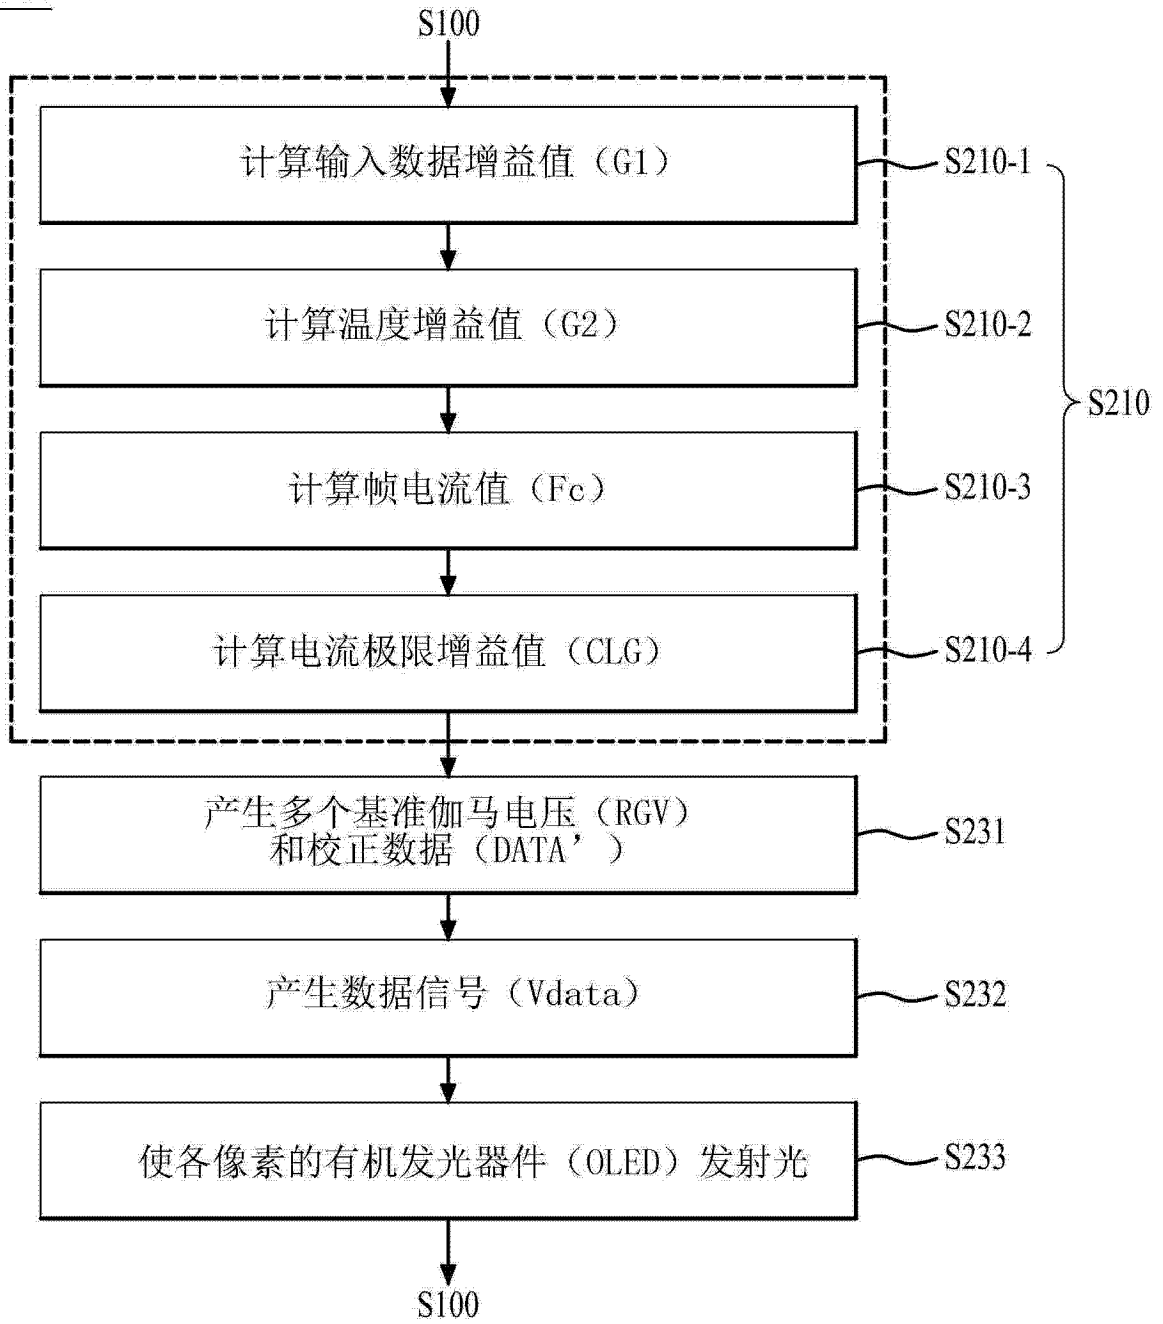 S100
计算输入数据增益值（G1）
S210-1
计算温度增益值（G2）
S210-2
S210
计算帧电流值（Fc）
S210-3
计算电流极限增益值（CLG）
S210-4
产生多个基准伽马电压（RGV）
和校正数据（DATA’）
S231
产生数据信号（Vdata）
S232
使各像素的有机发光器件（OLED）发射光
S233
S100